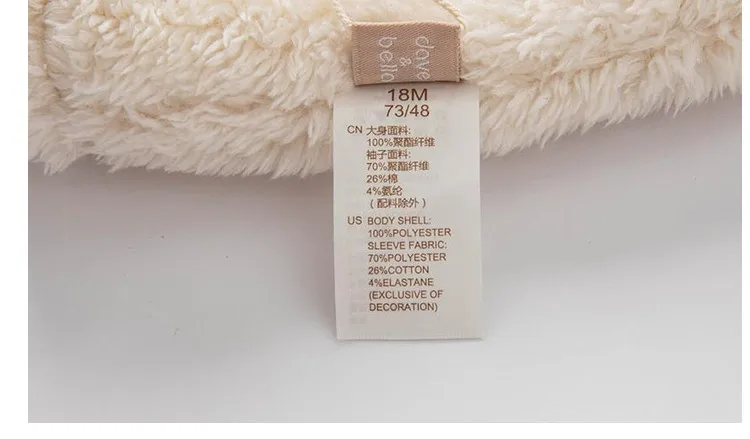 dave
&
bella
18M
73/48
CN 大身面料:
100%聚酯纤维
袖子面料:
70%聚酯纤维
26%棉
4%氨纶
(配料除外)
US BODY SHELL:
100%POLYESTER
SLEEVE FABRIC:
70%POLYESTER
26%COTTON
4%ELASTANE
(EXCLUSIVE OF
DECORATION)